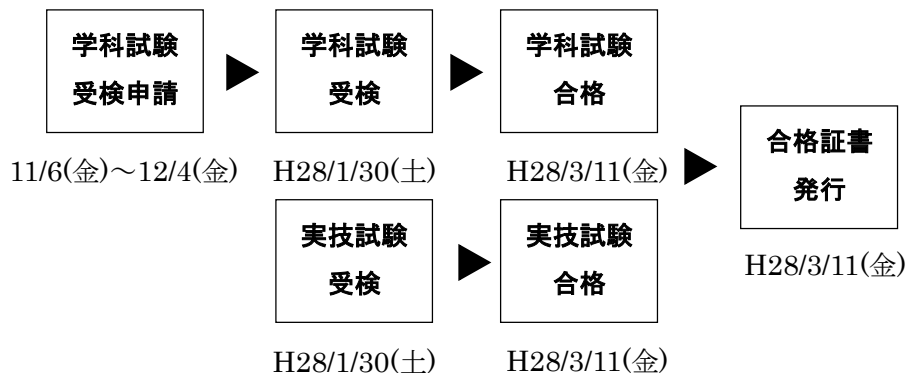 学科試験
受検申請
11/6(金)～12/4(金)
学科試験
受検
H28/1/30(土)
学科試験
合格
H28/3/11(金)
実技試験
受検
H28/1/30(土)
実技試験
合格
H28/3/11(金)
合格証書
発行
H28/3/11(金)